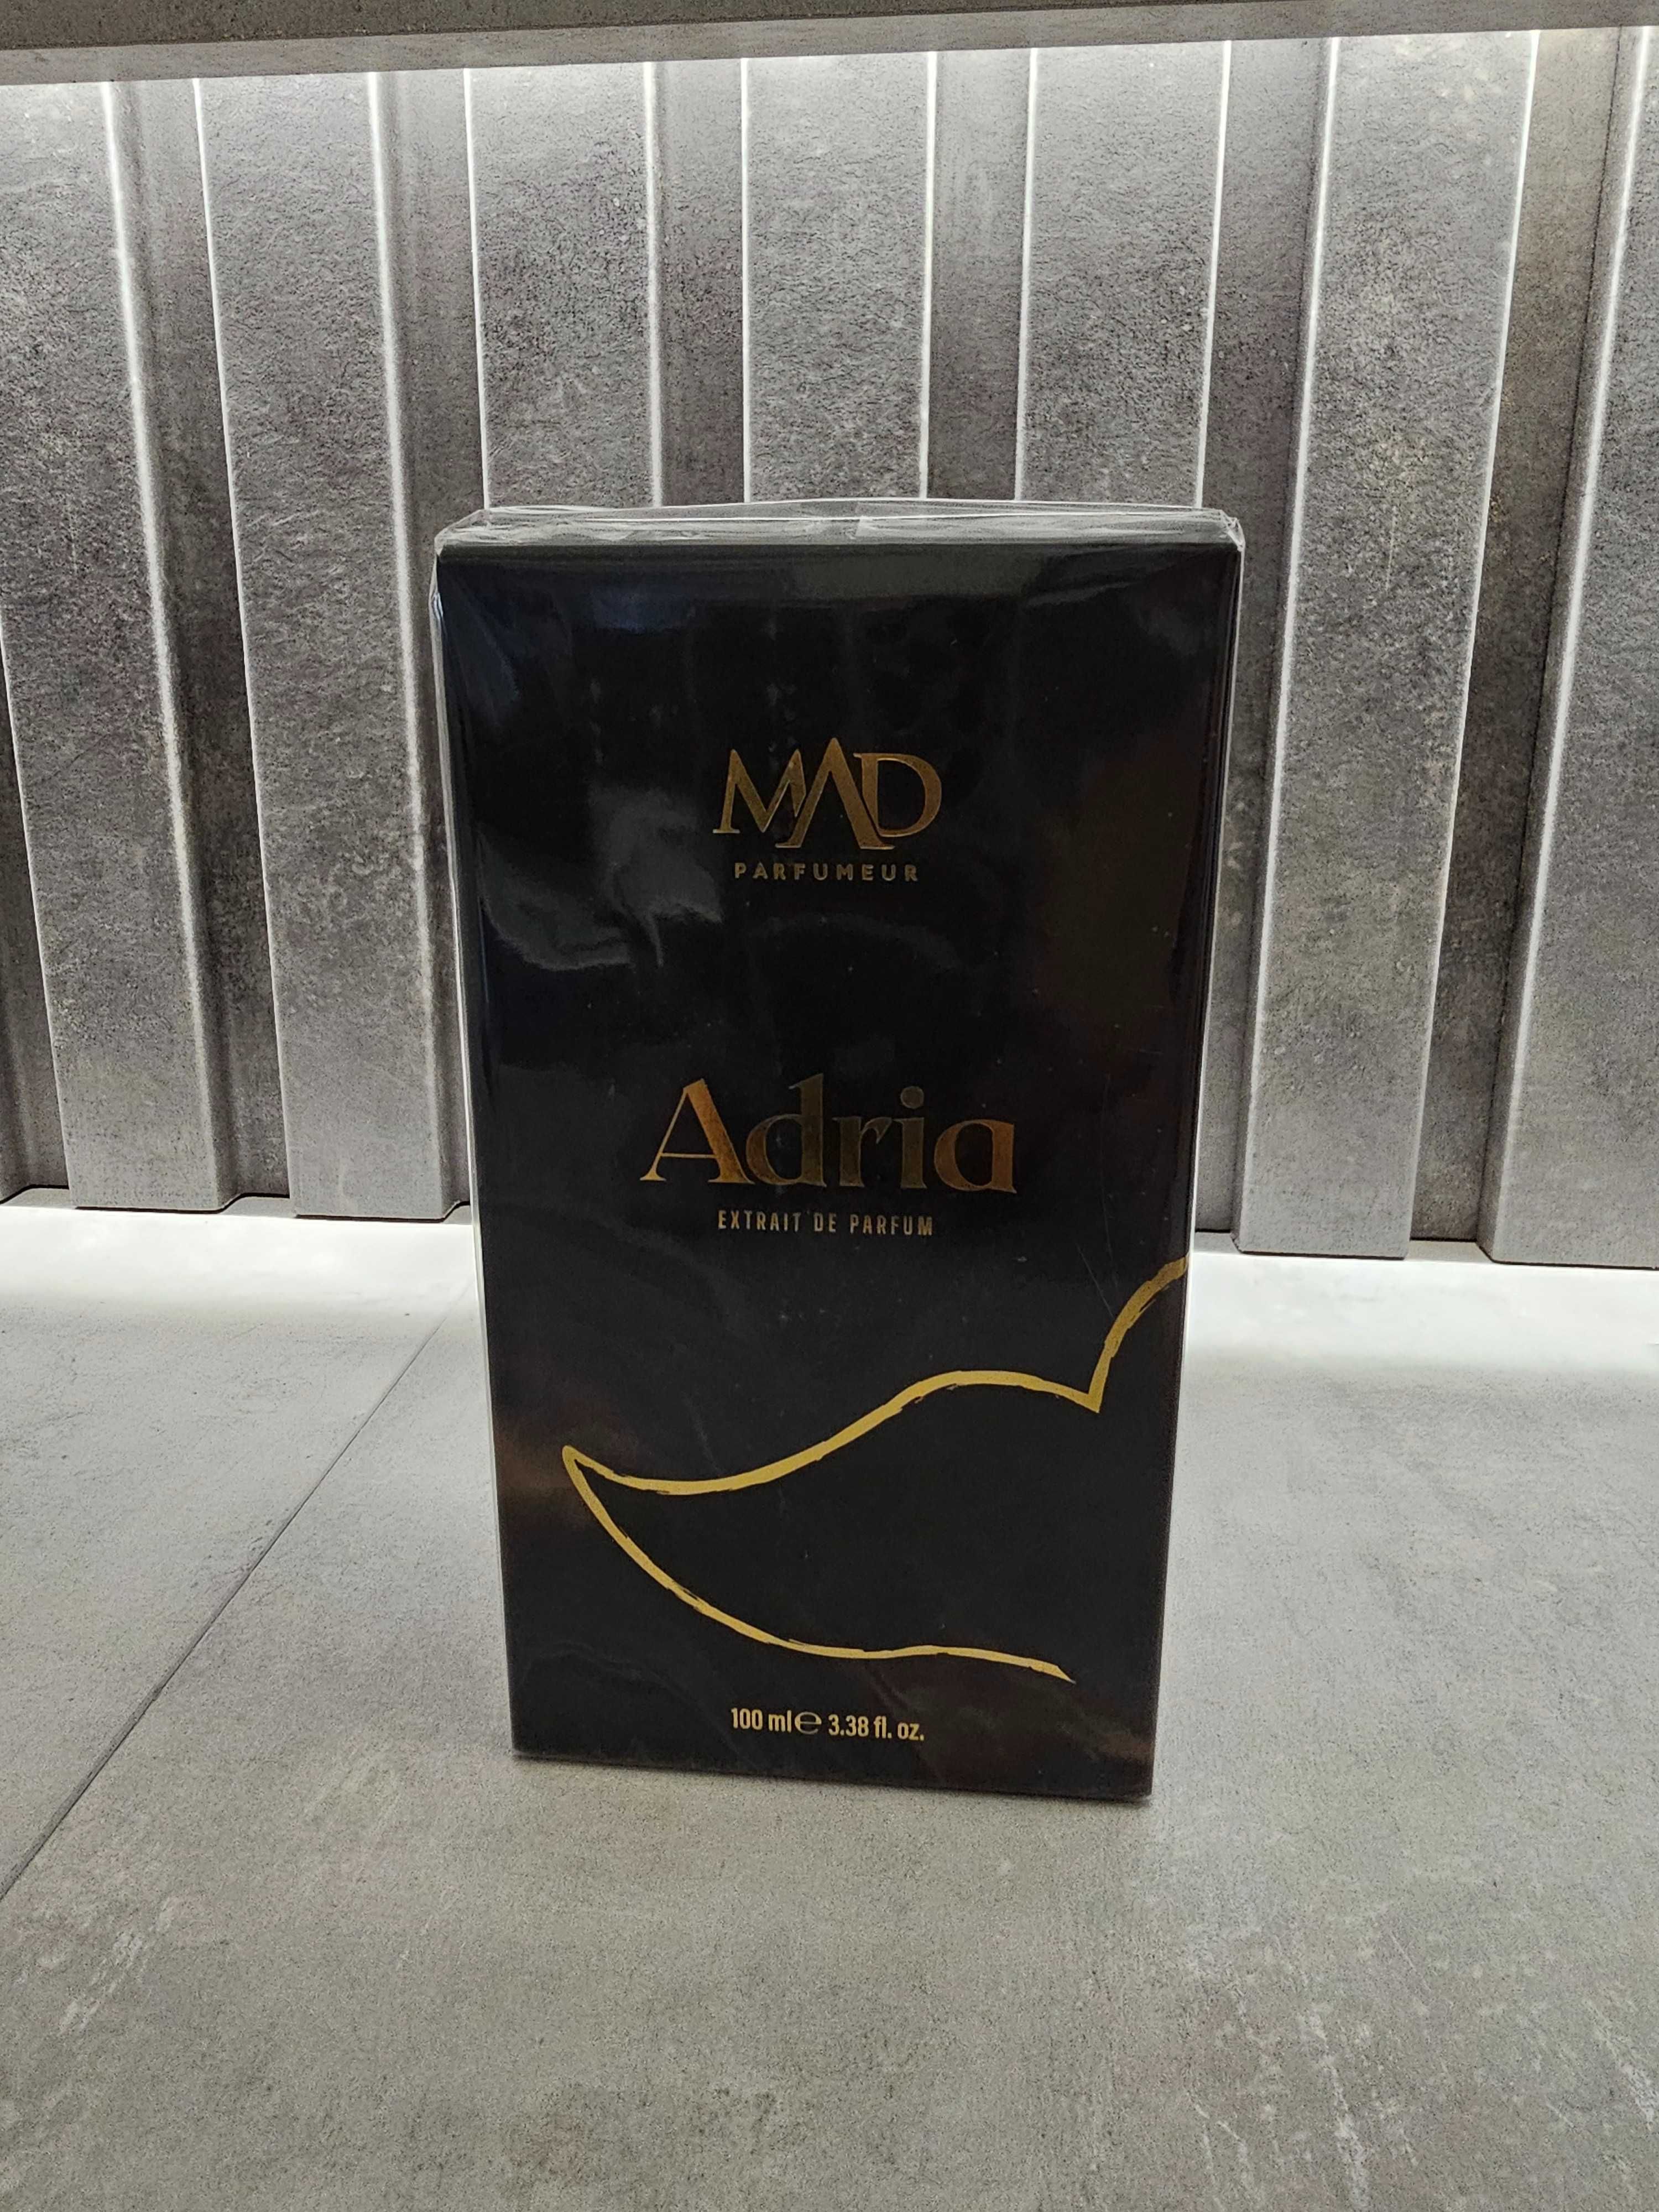 MAD
PARFUMEUR
Adria
EXTRAIT DE PARFUM
100 ml ℮ 3.38 fl. oz.